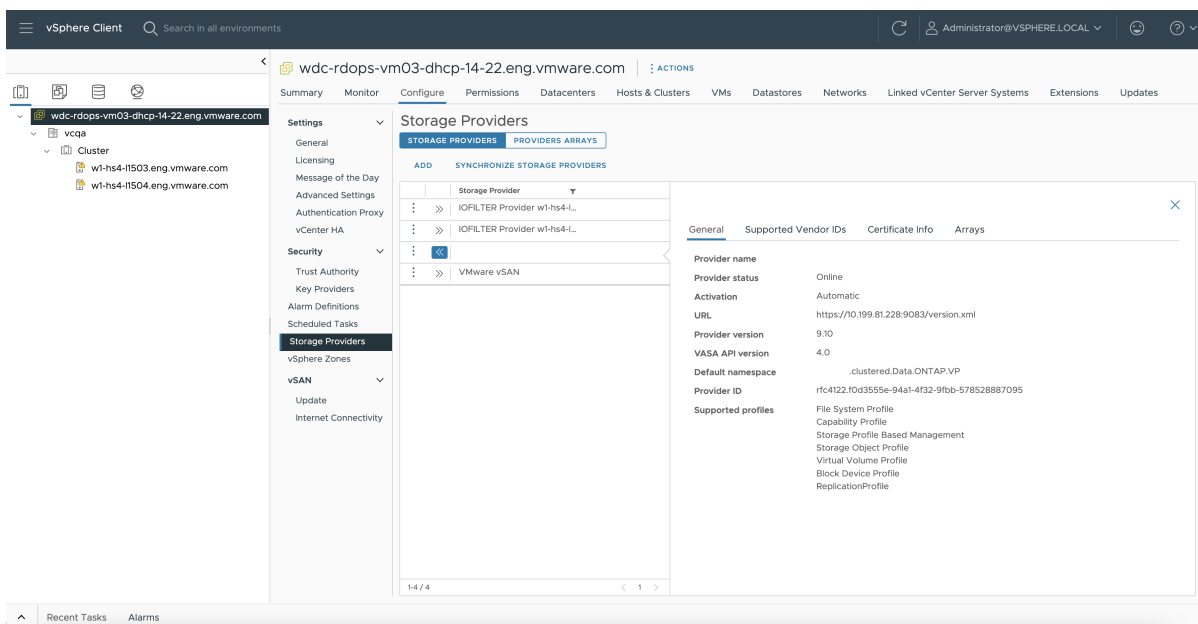 vSphere Client
Search in all environments
Administrator@VSPHERE.LOCAL
wdc-rdops-vm03-dhcp-14-22.eng.vmware.com
vcqa
Cluster
w1-hs4-l1503.eng.vmware.com
w1-hs4-l1504.eng.vmware.com
wdc-rdops-vm03-dhcp-14-22.eng.vmware.com
ACTIONS
Summary Monitor Configure Permissions Datacenters Hosts & Clusters VMs Datastores Networks Linked vCenter Server Systems Extensions Updates
Settings
General
Licensing
Message of the Day
Advanced Settings
Authentication Proxy
vCenter HA
Security
Trust Authority
Key Providers
Alarm Definitions
Scheduled Tasks
Storage Providers
vSphere Zones
vSAN
Update
Internet Connectivity
Storage Providers
STORAGE PROVIDERS PROVIDERS ARRAYS
ADD SYNCHRONIZE STORAGE PROVIDERS
Storage Provider
IOFILTER Provider w1-hs4-l...
IOFILTER Provider w1-hs4-l...
VMware vSAN
1-4 / 4
1
General Supported Vendor IDs Certificate Info Arrays
Provider name
Provider status Online
Activation Automatic
URL https://10.199.81.228:9083/version.xml
Provider version 9.10
VASA API version 4.0
Default namespace .clustered.Data.ONTAP.VP
Provider ID rfc4122.f0d3555e-94a1-4f32-9fbb-578528887095
Supported profiles File System Profile
Capability Profile
Storage Profile Based Management
Storage Object Profile
Virtual Volume Profile
Block Device Profile
ReplicationProfile
Recent Tasks Alarms